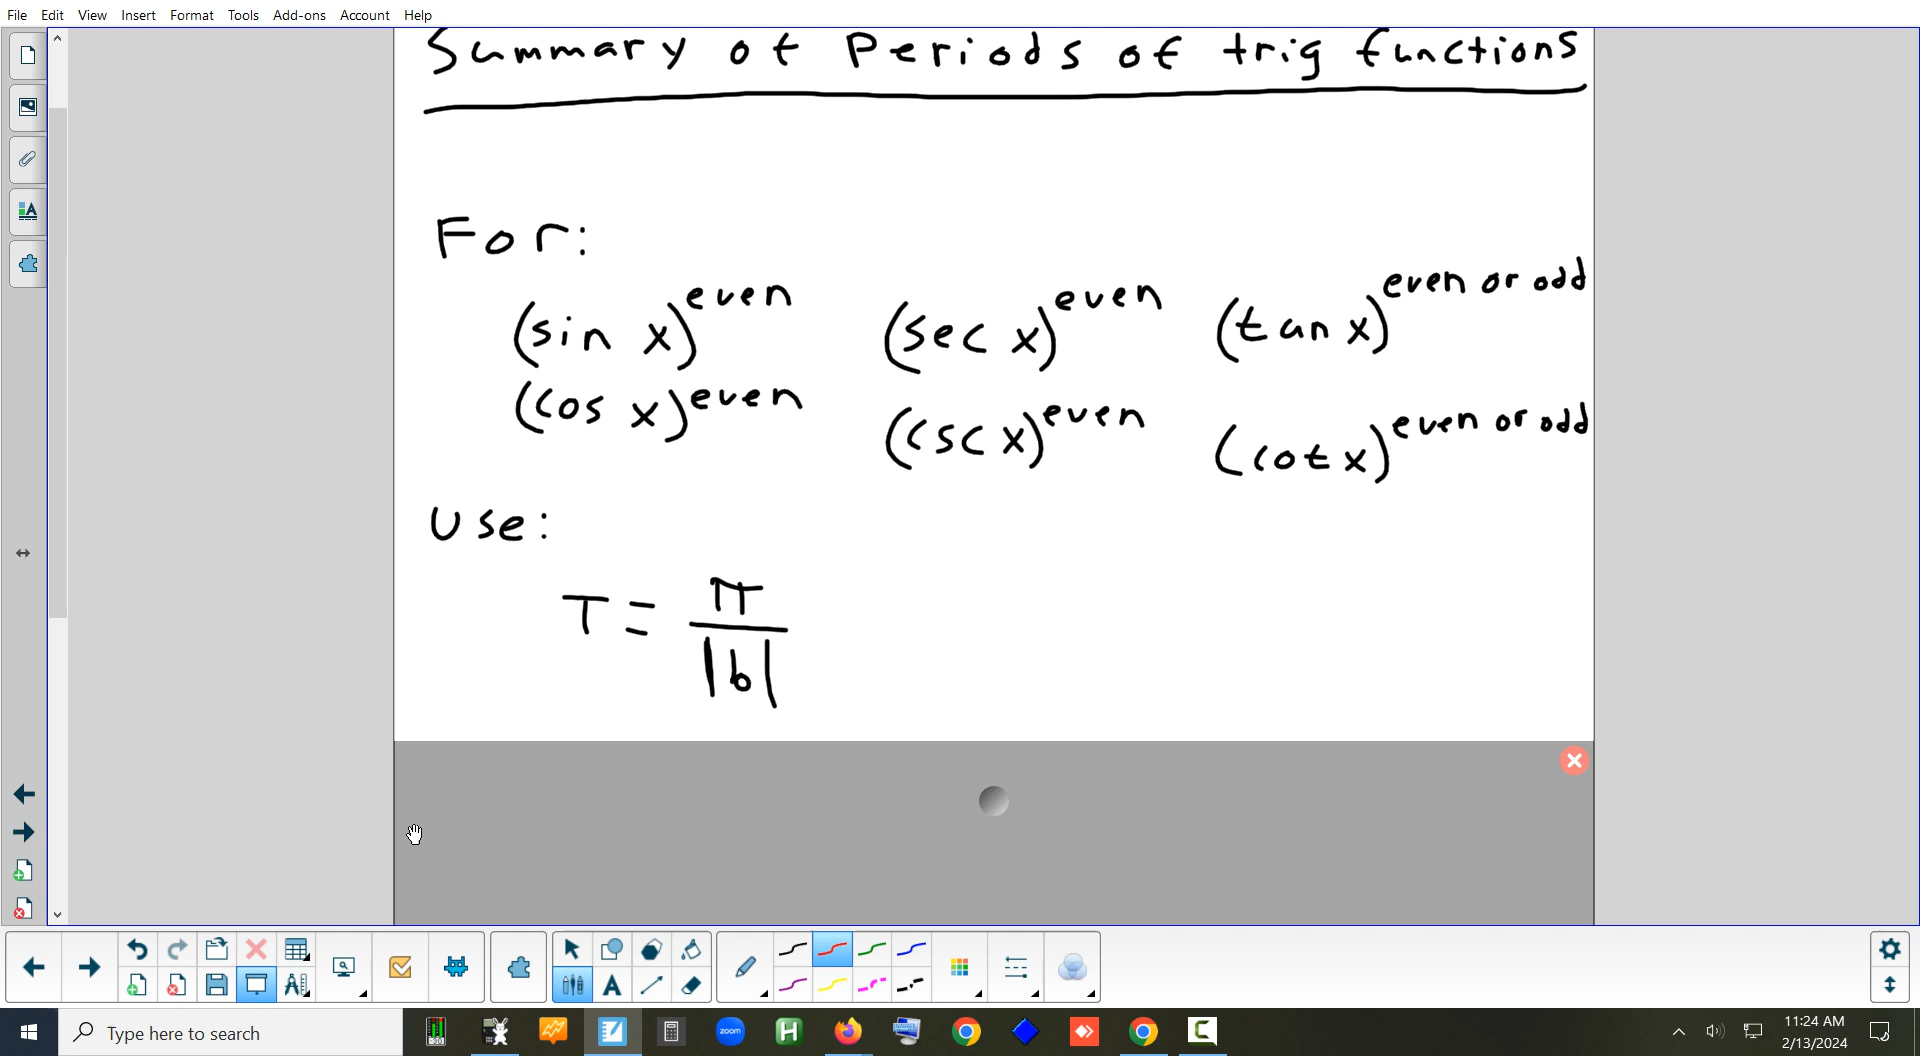 File Edit View Insert Format Tools Add-ons Account Help
Summary of Periods of trig functions
For:
(sin x)^even (sec x)^even (tan x)^even or odd
(cos x)^even (csc x)^even (cot x)^even or odd
Use:
T = π/|b|
Type here to search
zoom
11:24 AM
2/13/2024